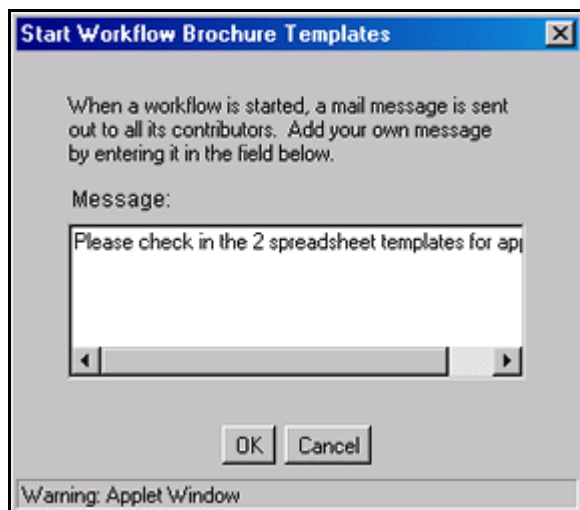 Start Workflow Brochure Templates
When a workflow is started, a mail message is sent
out to all its contributors. Add your own message
by entering it in the field below.
Message:
Please check in the 2 spreadsheet templates for
OK Cancel
Warning: Applet Window